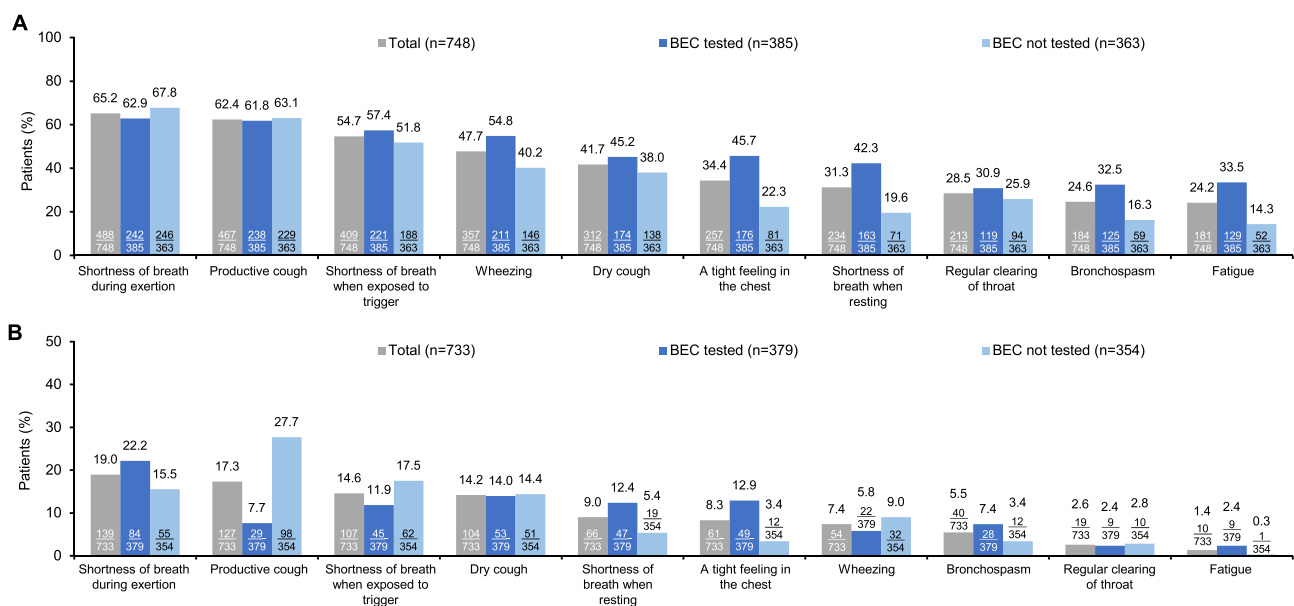 A
Total (n=748) BEC tested (n=385) BEC not tested (n=363)
Patients (%)
100
80
60
40
20
0
65.2 62.9 67.8
488 242 246
748 385 363
Shortness of breath
during exertion
62.4 61.8 63.1
467 238 229
748 385 363
Productive cough
54.7 57.4 51.8
409 221 188
748 385 363
Shortness of breath
when exposed to
trigger
47.7 54.8 40.2
357 211 146
748 385 363
Wheezing
41.7 45.2 38.0
312 174 138
748 385 363
Dry cough
34.4 45.7 22.3
257 176 81
748 385 363
A tight feeling in
the chest
31.3 42.3 19.6
234 163 71
748 385 363
Shortness of
breath when
resting
28.5 30.9 25.9
213 119 94
748 385 363
Regular clearing
of throat
24.6 32.5 16.3
184 125 59
748 385 363
Bronchospasm
24.2 33.5 14.3
181 129 52
748 385 363
Fatigue
B
Total (n=733) BEC tested (n=379) BEC not tested (n=354)
Patients (%)
50
40
30
20
10
0
19.0 22.2 15.5
139 84 55
733 379 354
Shortness of breath
during exertion
17.3 7.7 27.7
127 29 98
733 379 354
Productive cough
14.6 11.9 17.5
107 45 62
733 379 354
Shortness of breath
when exposed to
trigger
14.2 14.0 14.4
104 53 51
733 379 354
Dry cough
9.0 12.4 5.4
66 47 19
733 379 354
Shortness of
breath when
resting
8.3 12.9 3.4
61 49 12
733 379 354
A tight feeling in
the chest
7.4 5.8 9.0
54 22 32
733 379 354
Wheezing
5.5 7.4 3.4
40 28 12
733 379 354
Bronchospasm
2.6 2.4 2.8
19 9 10
733 379 354
Regular clearing
of throat
1.4 2.4 0.3
10 9 1
733 379 354
Fatigue